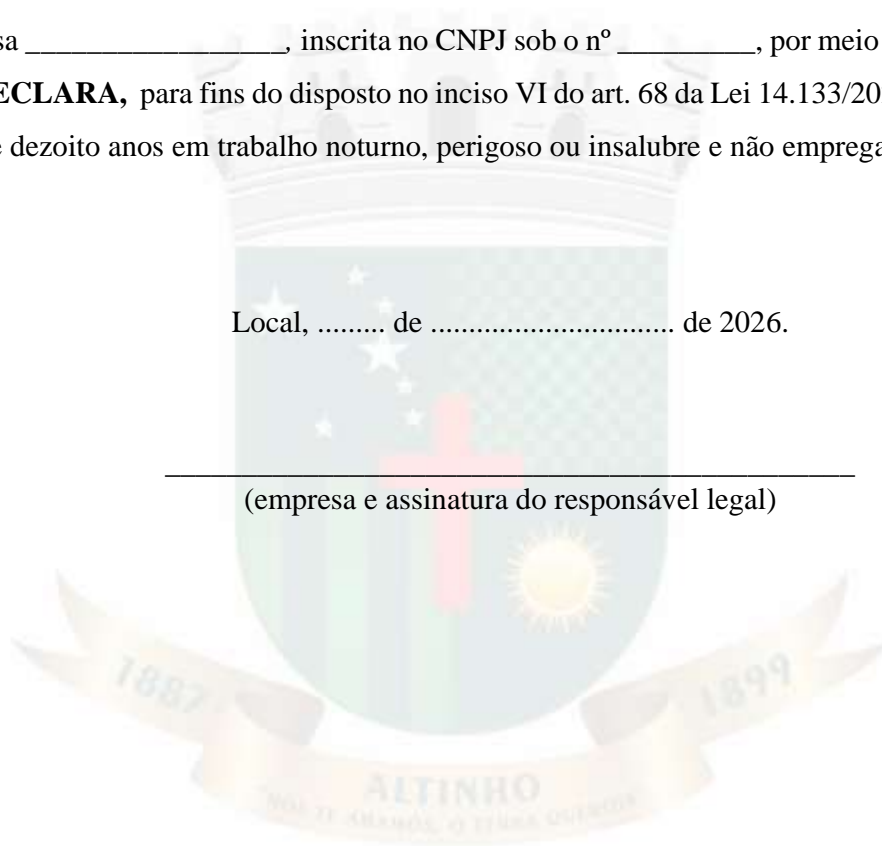 sa _________________, inscrita no CNPJ sob o nº _________, por meio
ECLARA, para fins do disposto no inciso VI do art. 68 da Lei 14.133/20
e dezoito anos em trabalho noturno, perigoso ou insalubre e não emprega
Local, ......... de ................................ de 2026.
_____________________________________________
(empresa e assinatura do responsável legal)
1887
1899
ALTINHO